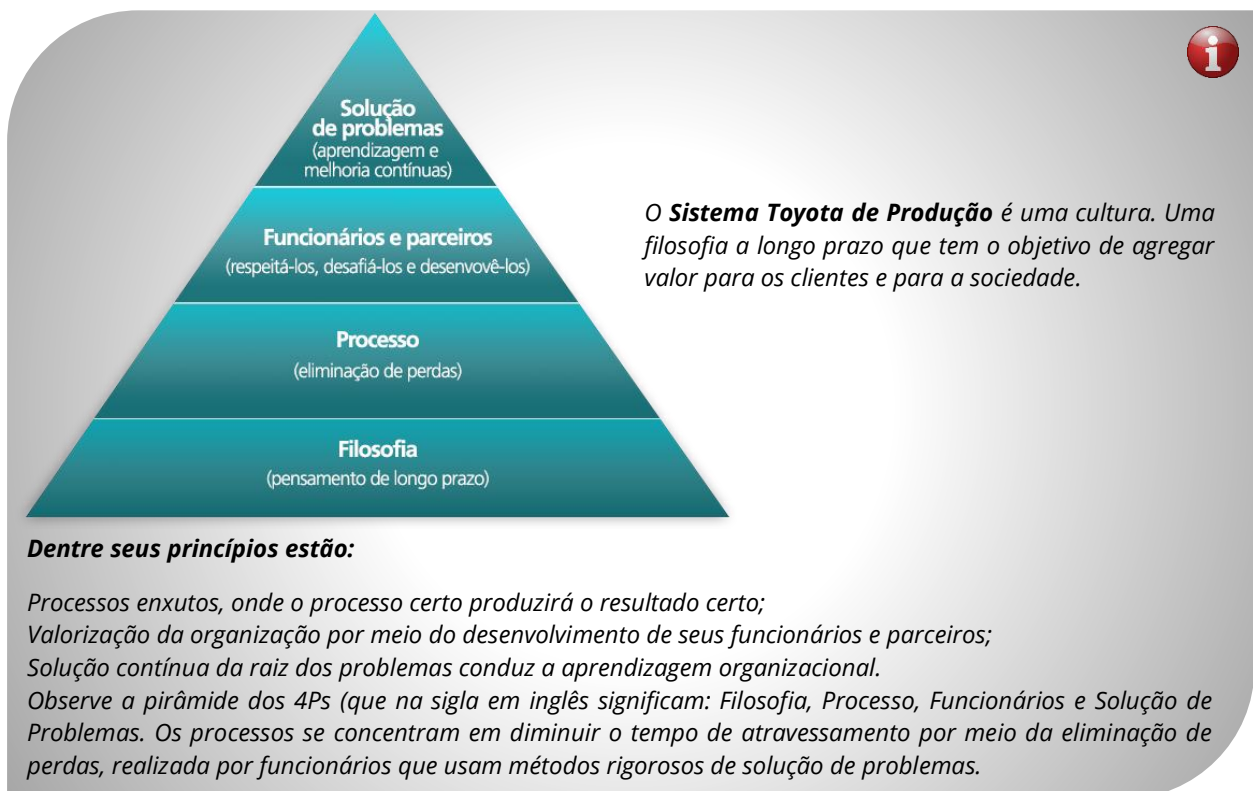 Solução
de problemas
(aprendizagem e
melhoria contínuas)
Funcionários e parceiros
(respeitá-los, desafiá-los e desenvovê-los)
Processo
(eliminação de perdas)
Filosofia
(pensamento de longo prazo)
O Sistema Toyota de Produção é uma cultura. Uma
filosofia a longo prazo que tem o objetivo de agregar
valor para os clientes e para a sociedade.
Dentre seus princípios estão:
Processos enxutos, onde o processo certo produzirá o resultado certo;
Valorização da organização por meio do desenvolvimento de seus funcionários e parceiros;
Solução contínua da raiz dos problemas conduz a aprendizagem organizacional.
Observe a pirâmide dos 4Ps (que na sigla em inglês significam: Filosofia, Processo, Funcionários e Solução de
Problemas. Os processos se concentram em diminuir o tempo de atravessamento por meio da eliminação de
perdas, realizada por funcionários que usam métodos rigorosos de solução de problemas.